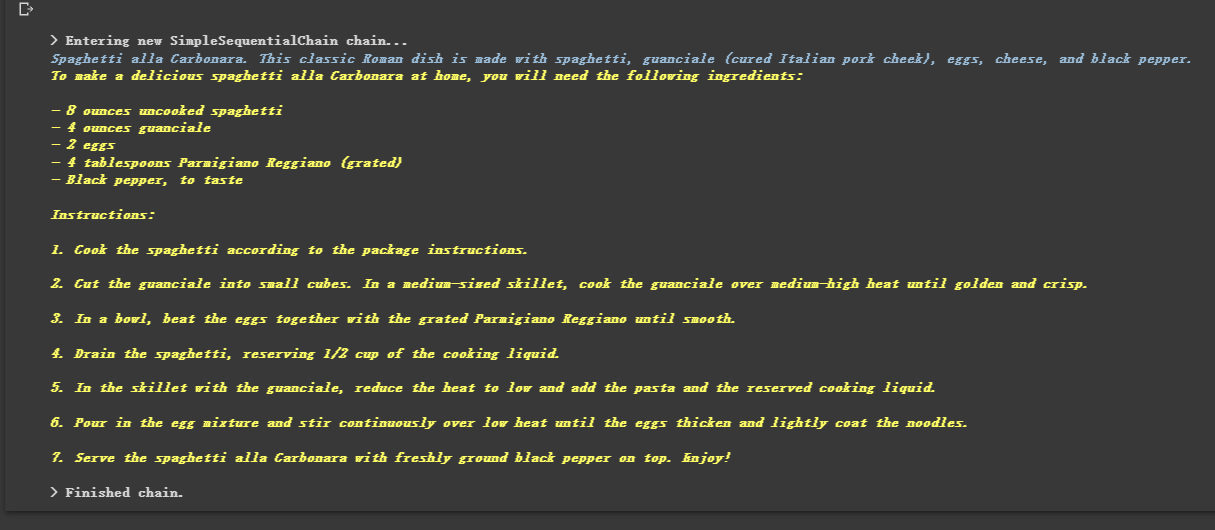 > Entering new SimpleSequentialChain chain...
Spaghetti alla Carbonara. This classic Roman dish is made with spaghetti, guanciale (cured Italian pork cheek), eggs, cheese, and black pepper.
To make a delicious spaghetti alla Carbonara at home, you will need the following ingredients:
- 8 ounces uncooked spaghetti
- 4 ounces guanciale
- 2 eggs
- 4 tablespoons Parmigiano Reggiano (grated)
- Black pepper, to taste
Instructions:
1. Cook the spaghetti according to the package instructions.
2. Cut the guanciale into small cubes. In a medium-sized skillet, cook the guanciale over medium-high heat until golden and crisp.
3. In a bowl, beat the eggs together with the grated Parmigiano Reggiano until smooth.
4. Drain the spaghetti, reserving 1/2 cup of the cooking liquid.
5. In the skillet with the guanciale, reduce the heat to low and add the pasta and the reserved cooking liquid.
6. Pour in the egg mixture and stir continuously over low heat until the eggs thicken and lightly coat the noodles.
7. Serve the spaghetti alla Carbonara with freshly ground black pepper on top. Enjoy!
> Finished chain.